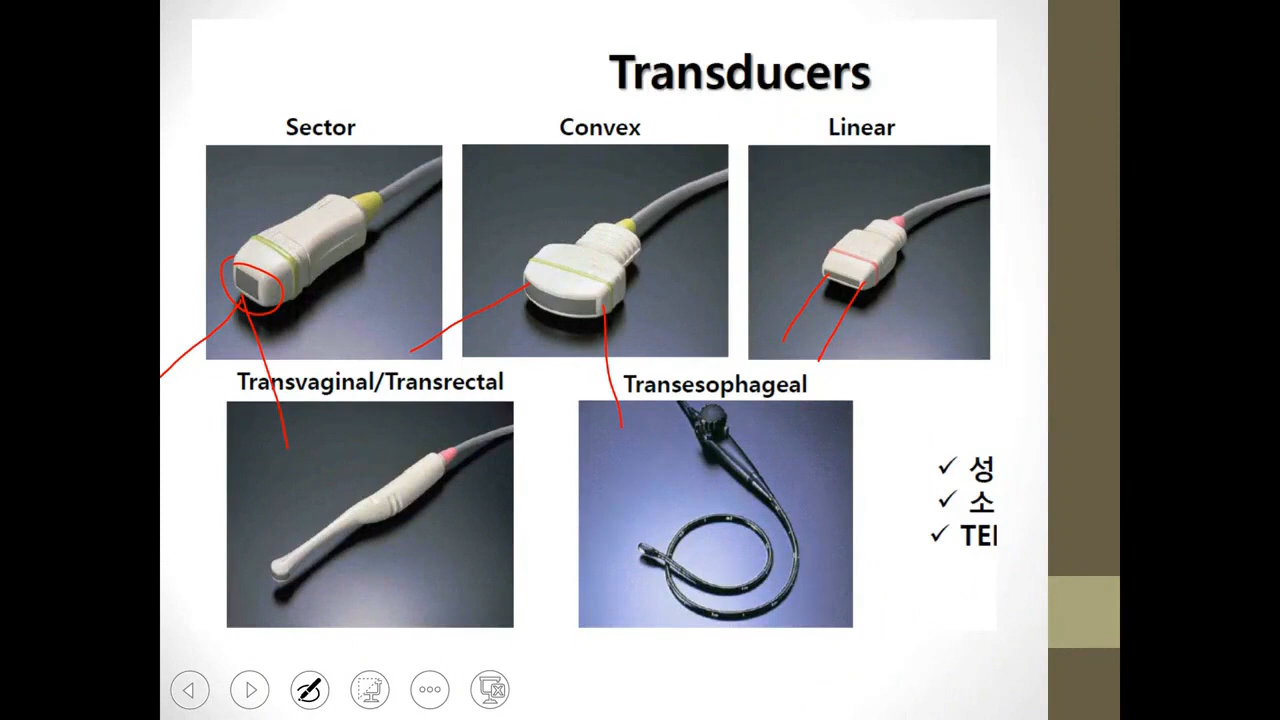 Transducers
Sector
Convex
Linear
Transvaginal/Transrectal
Transesophageal
✓ 성
✓ 소
✓ TE